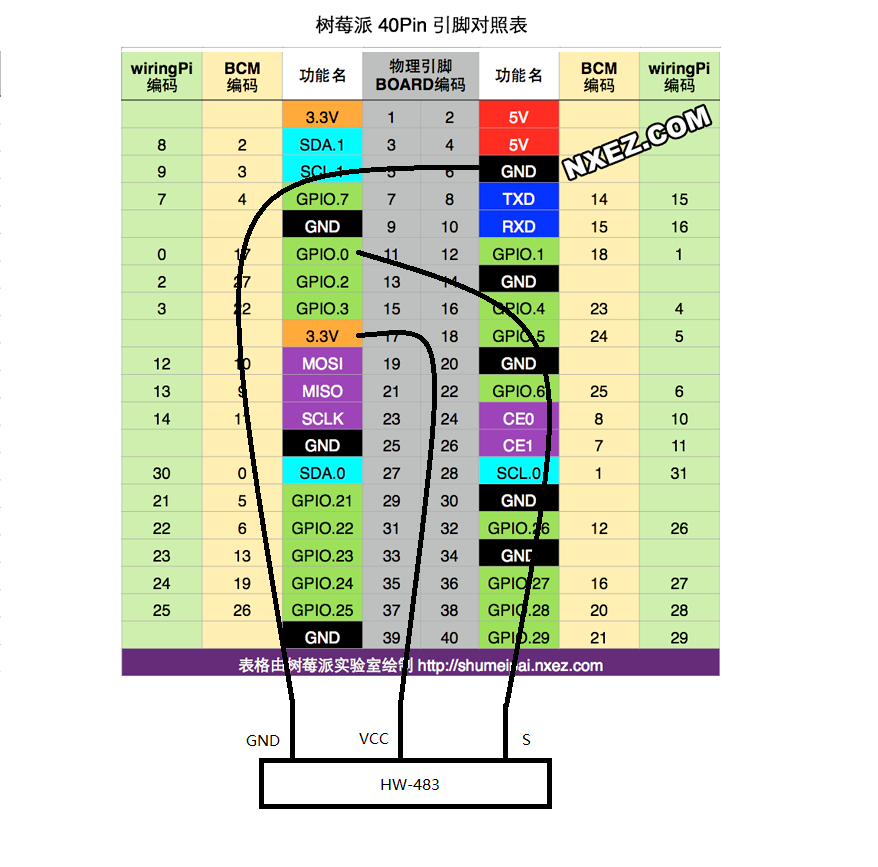 树莓派 40Pin 引脚对照表
wiringPi 编码 BCM 编码 功能名 物理引脚 BOARD编码 功能名 BCM 编码 wiringPi 编码
3.3V 1 2 5V
8 2 SDA.1 3 4 5V
9 3 SCL.1 5 6 GND
7 4 GPIO.7 7 8 TXD 14 15
GND 9 10 RXD 15 16
0 17 GPIO.0 11 12 GPIO.1 18 1
2 27 GPIO.2 13 14 GND
3 22 GPIO.3 15 16 GPIO.4 23 4
3.3V 17 18 GPIO.5 24 5
12 10 MOSI 19 20 GND
13 9 MISO 21 22 GPIO.6 25 6
14 11 SCLK 23 24 CE0 8 10
GND 25 26 CE1 7 11
30 0 SDA.0 27 28 SCL.0 1 31
21 5 GPIO.21 29 30 GND
22 6 GPIO.22 31 32 GPIO.26 12 26
23 13 GPIO.23 33 34 GND
24 19 GPIO.24 35 36 GPIO.27 16 27
25 26 GPIO.25 37 38 GPIO.28 20 28
GND 39 40 GPIO.29 21 29
NXEZ.COM
表格由树莓派实验室绘制 http://shumeipai.nxez.com
GND VCC S
HW-483